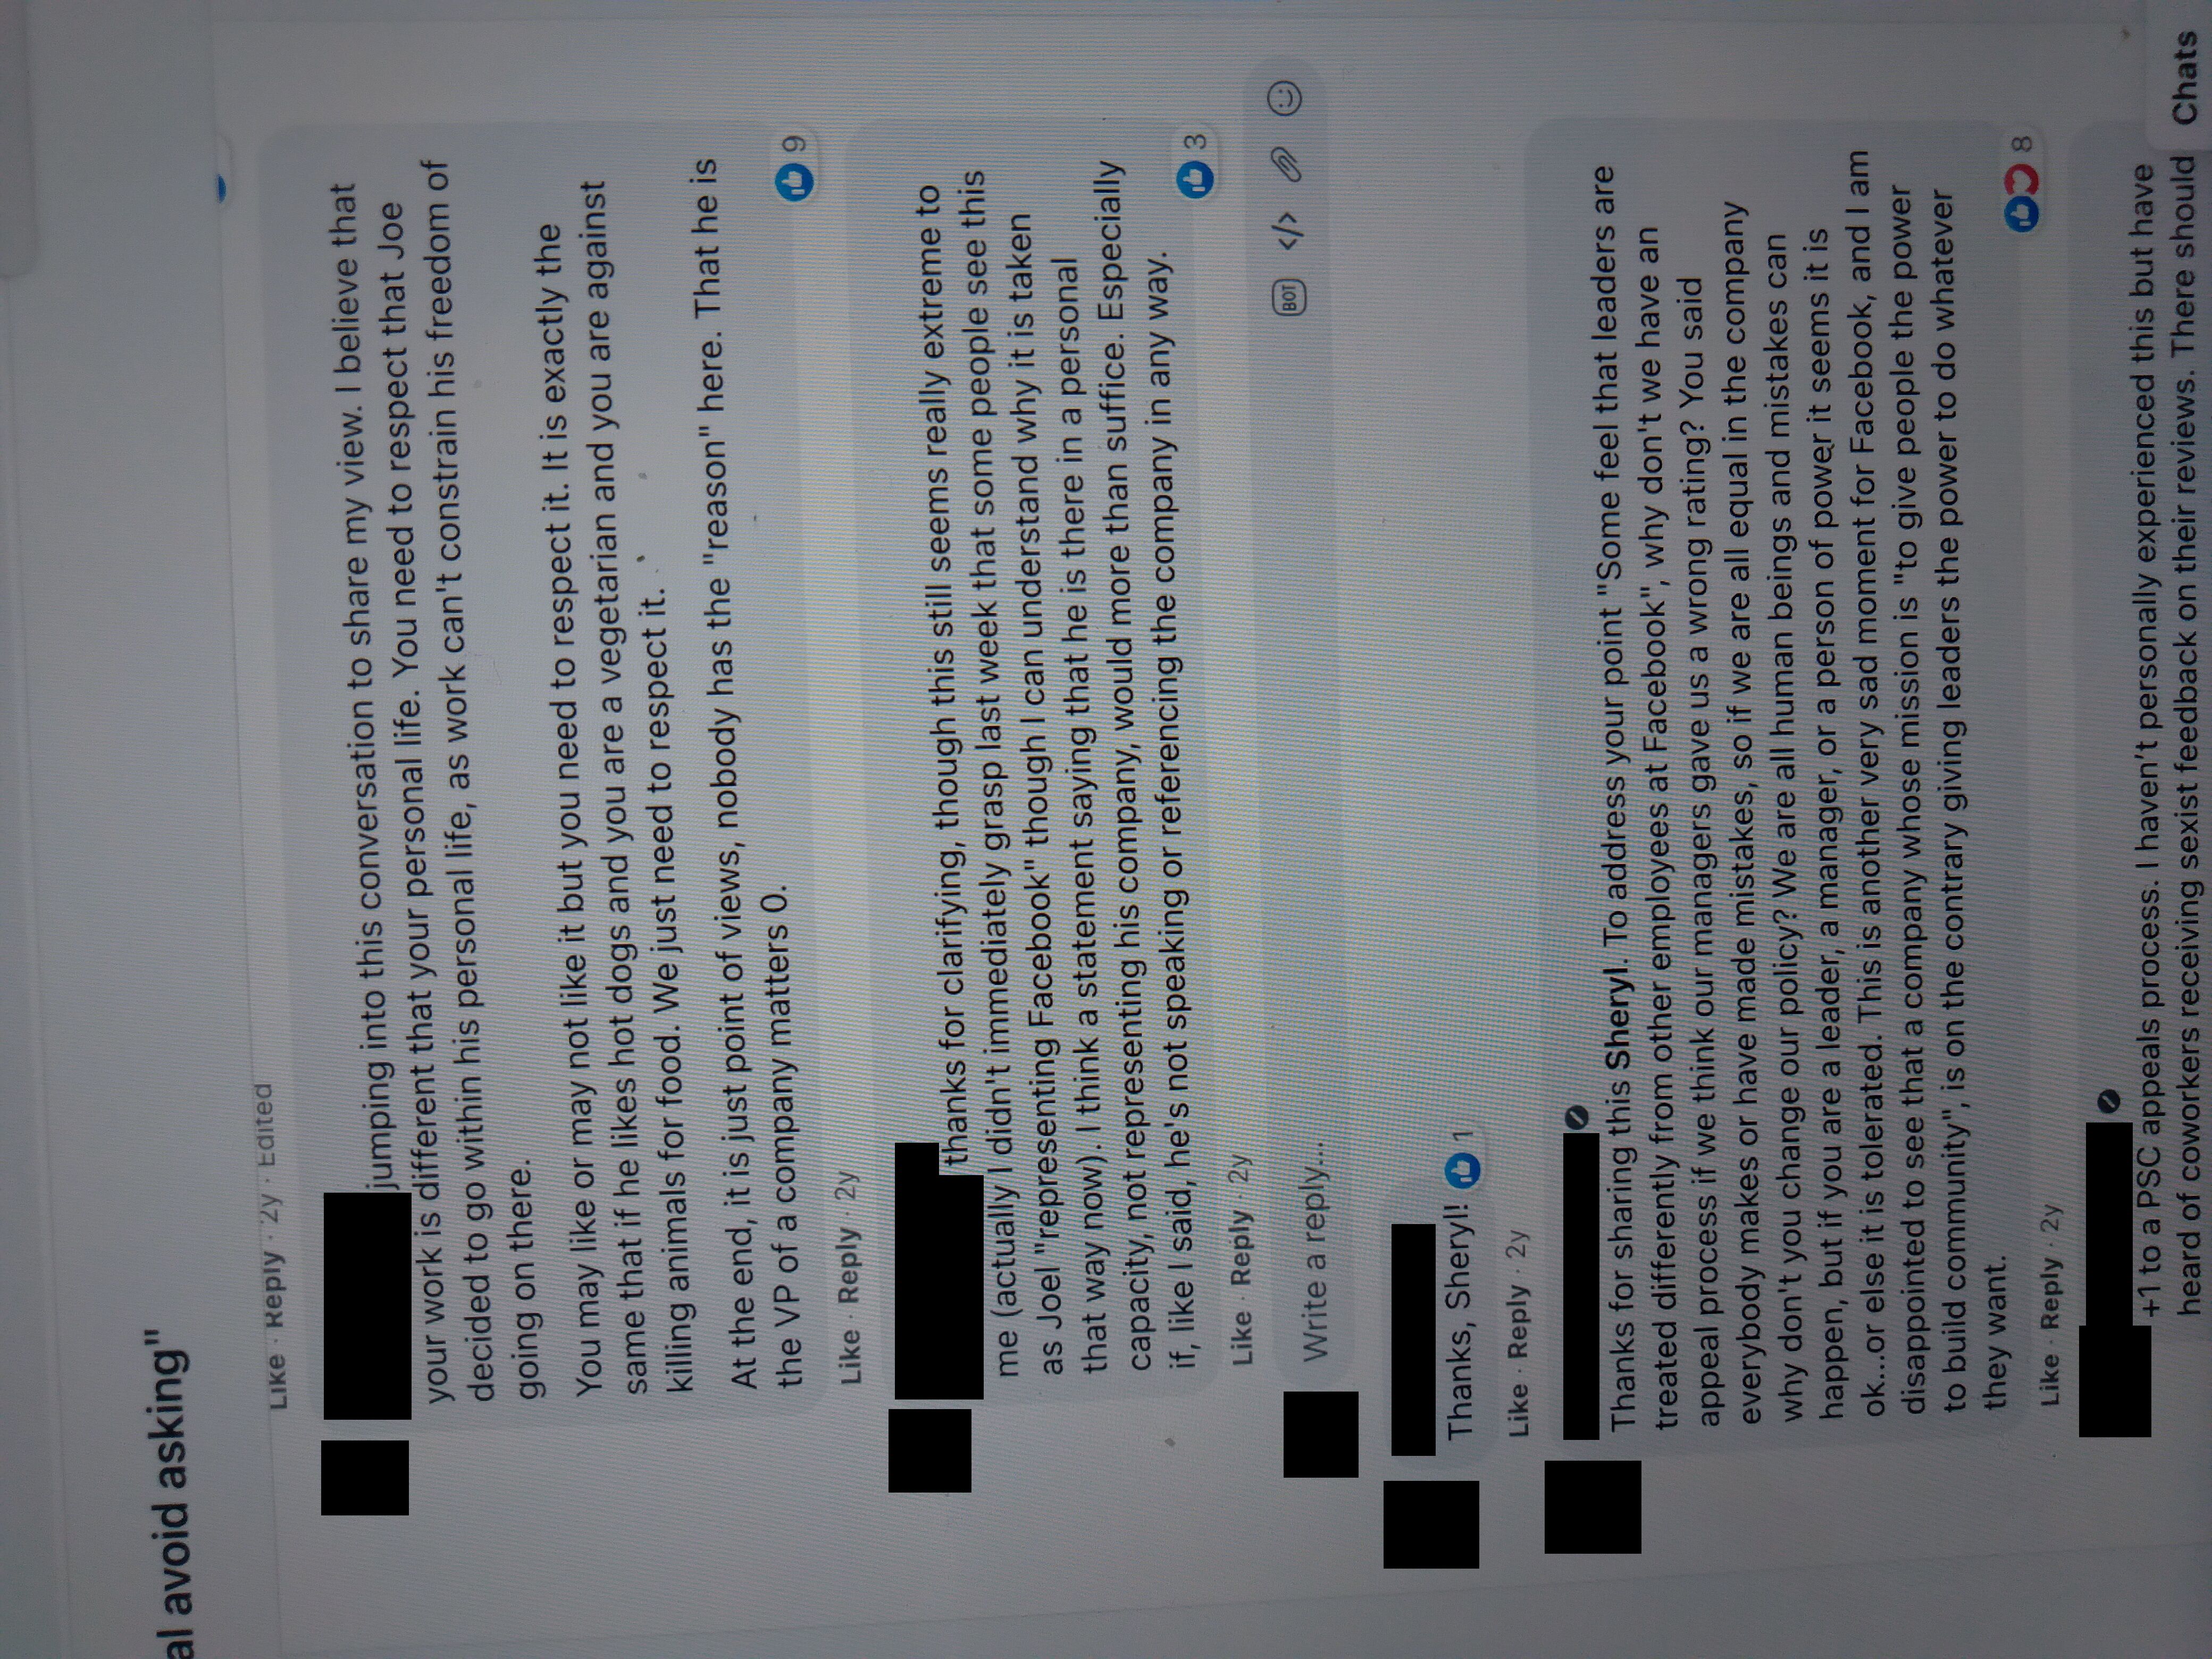 al avoid asking"
Like · Reply · 2y · Edited
jumping into this conversation to share my view. I believe that
your work is different that your personal life. You need to respect that Joe
decided to go within his personal life, as work can't constrain his freedom of
going on there.
You may like or may not like it but you need to respect it. It is exactly the
same that if he likes hot dogs and you are a vegetarian and you are against
killing animals for food. We just need to respect it.
At the end, it is just point of views, nobody has the "reason" here. That he is
the VP of a company matters 0.
9
Like · Reply · 2y
thanks for clarifying, though this still seems really extreme to
me (actually I didn't immediately grasp last week that some people see this
as Joel "representing Facebook" though I can understand why it is taken
that way now). I think a statement saying that he is there in a personal
capacity, not representing his company, would more than suffice. Especially
if, like I said, he's not speaking or referencing the company in any way.
3
Like · Reply · 2y
Write a reply...
BOT </>
Thanks, Sheryl!
1
Like · Reply · 2y
Thanks for sharing this Sheryl. To address your point "Some feel that leaders are
treated differently from other employees at Facebook", why don't we have an
appeal process if we think our managers gave us a wrong rating? You said
everybody makes or have made mistakes, so if we are all equal in the company
why don't you change our policy? We are all human beings and mistakes can
happen, but if you are a leader, a manager, or a person of power it seems it is
ok...or else it is tolerated. This is another very sad moment for Facebook, and I am
disappointed to see that a company whose mission is "to give people the power
to build community", is on the contrary giving leaders the power to do whatever
they want.
8
Like · Reply · 2y
+1 to a PSC appeals process. I haven't personally experienced this but have
heard of coworkers receiving sexist feedback on their reviews. There should
Chats